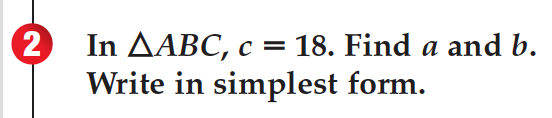 2 In △ABC, c = 18. Find a and b.
Write in simplest form.